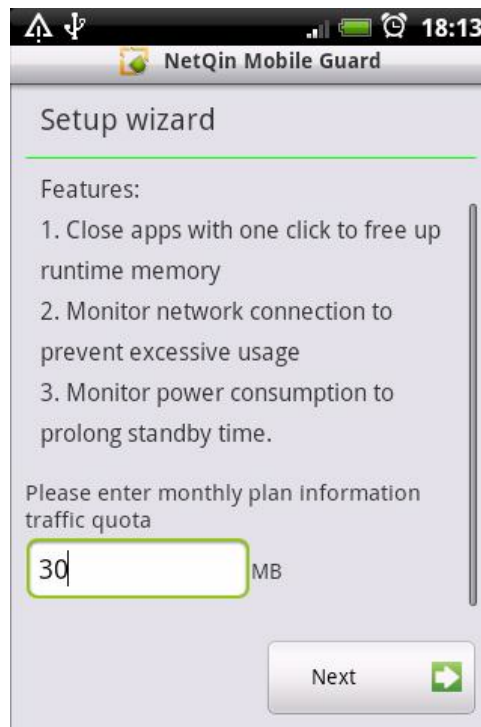 18:13
NetQin Mobile Guard
Setup wizard
Features:
1. Close apps with one click to free up
runtime memory
2. Monitor network connection to
prevent excessive usage
3. Monitor power consumption to
prolong standby time.
Please enter monthly plan information
traffic quota
30 MB
Next